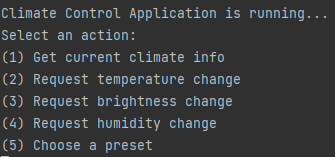 Climate Control Application is running...
Select an action:
(1) Get current climate info
(2) Request temperature change
(3) Request brightness change
(4) Request humidity change
(5) Choose a preset